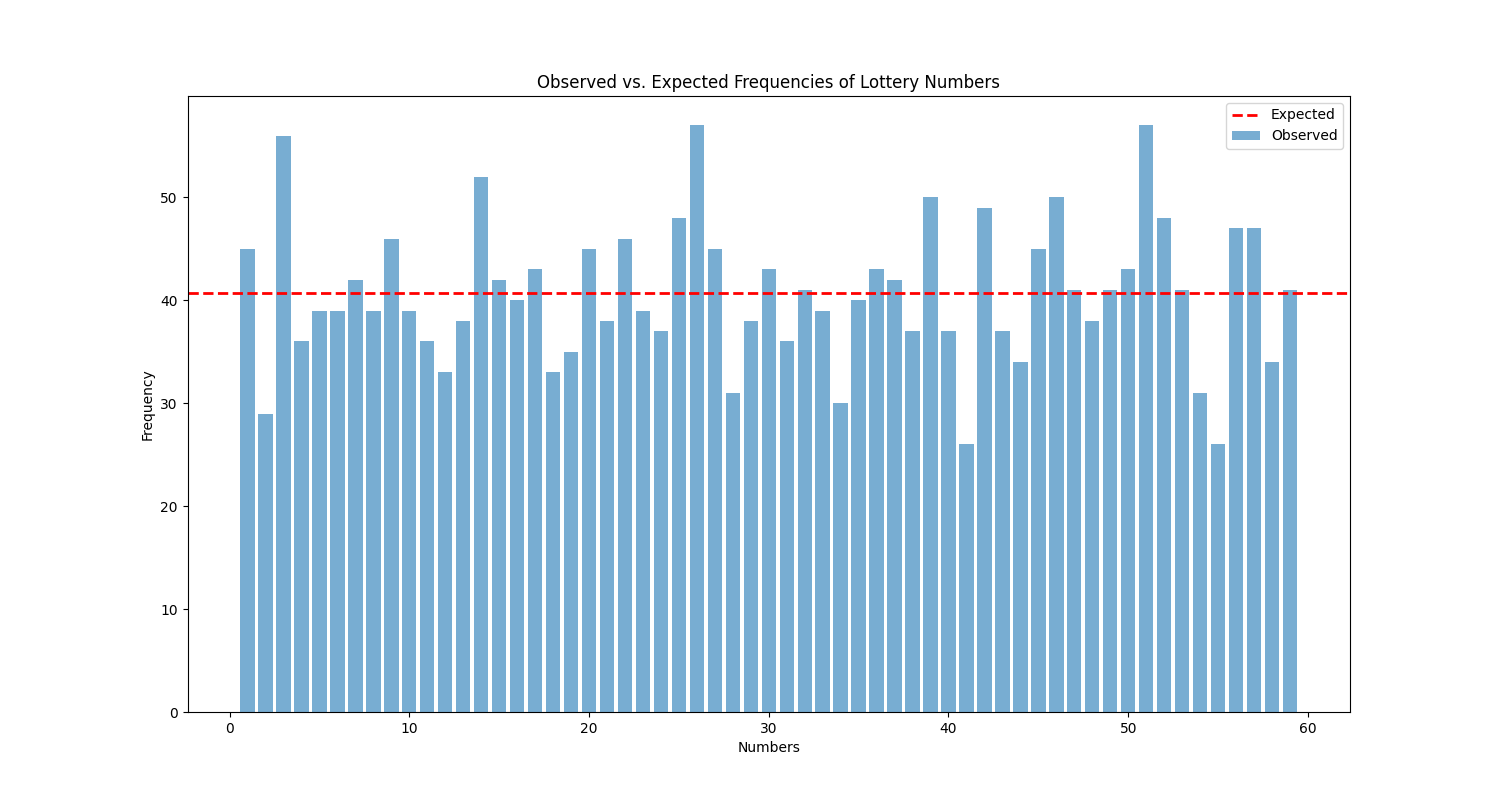 Observed vs. Expected Frequencies of Lottery Numbers
Expected
Observed
50
40
30
20
10
0
Frequency
0 10 20 30 40 50 60
Numbers